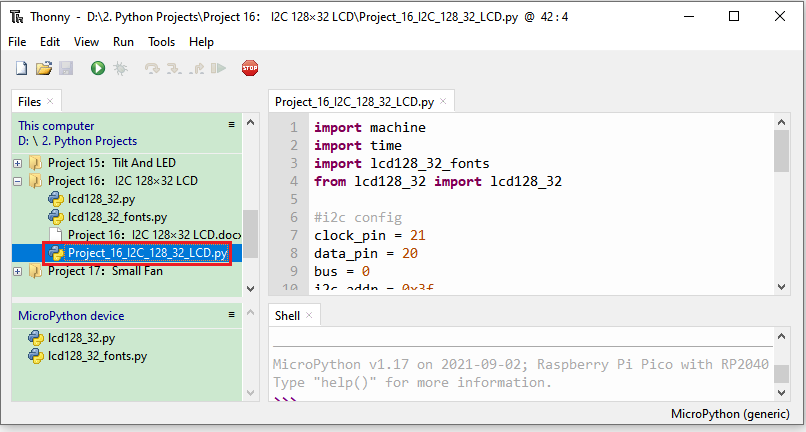 Thonny - D:\2. Python Projects\Project 16： I2C 128×32 LCD\Project_16_I2C_128_32_LCD.py @ 42 : 4
File Edit View Run Tools Help
STOP
Files ×
This computer
D: \ 2. Python Projects
Project 15： Tilt And LED
Project 16： I2C 128×32 LCD
lcd128_32.py
lcd128_32_fonts.py
Project 16：I2C 128×32 LCD.docx
Project_16_I2C_128_32_LCD.py
Project 17：Small Fan
MicroPython device
lcd128_32.py
lcd128_32_fonts.py
Project_16_I2C_128_32_LCD.py ×
1 import machine
2 import time
3 import lcd128_32_fonts
4 from lcd128_32 import lcd128_32
5
6 #i2c config
7 clock_pin = 21
8 data_pin = 20
9 bus = 0
10 i2c_addr = 0x3f
Shell ×
MicroPython v1.17 on 2021-09-02; Raspberry Pi Pico with RP2040
Type "help()" for more information.
>>>
MicroPython (generic)